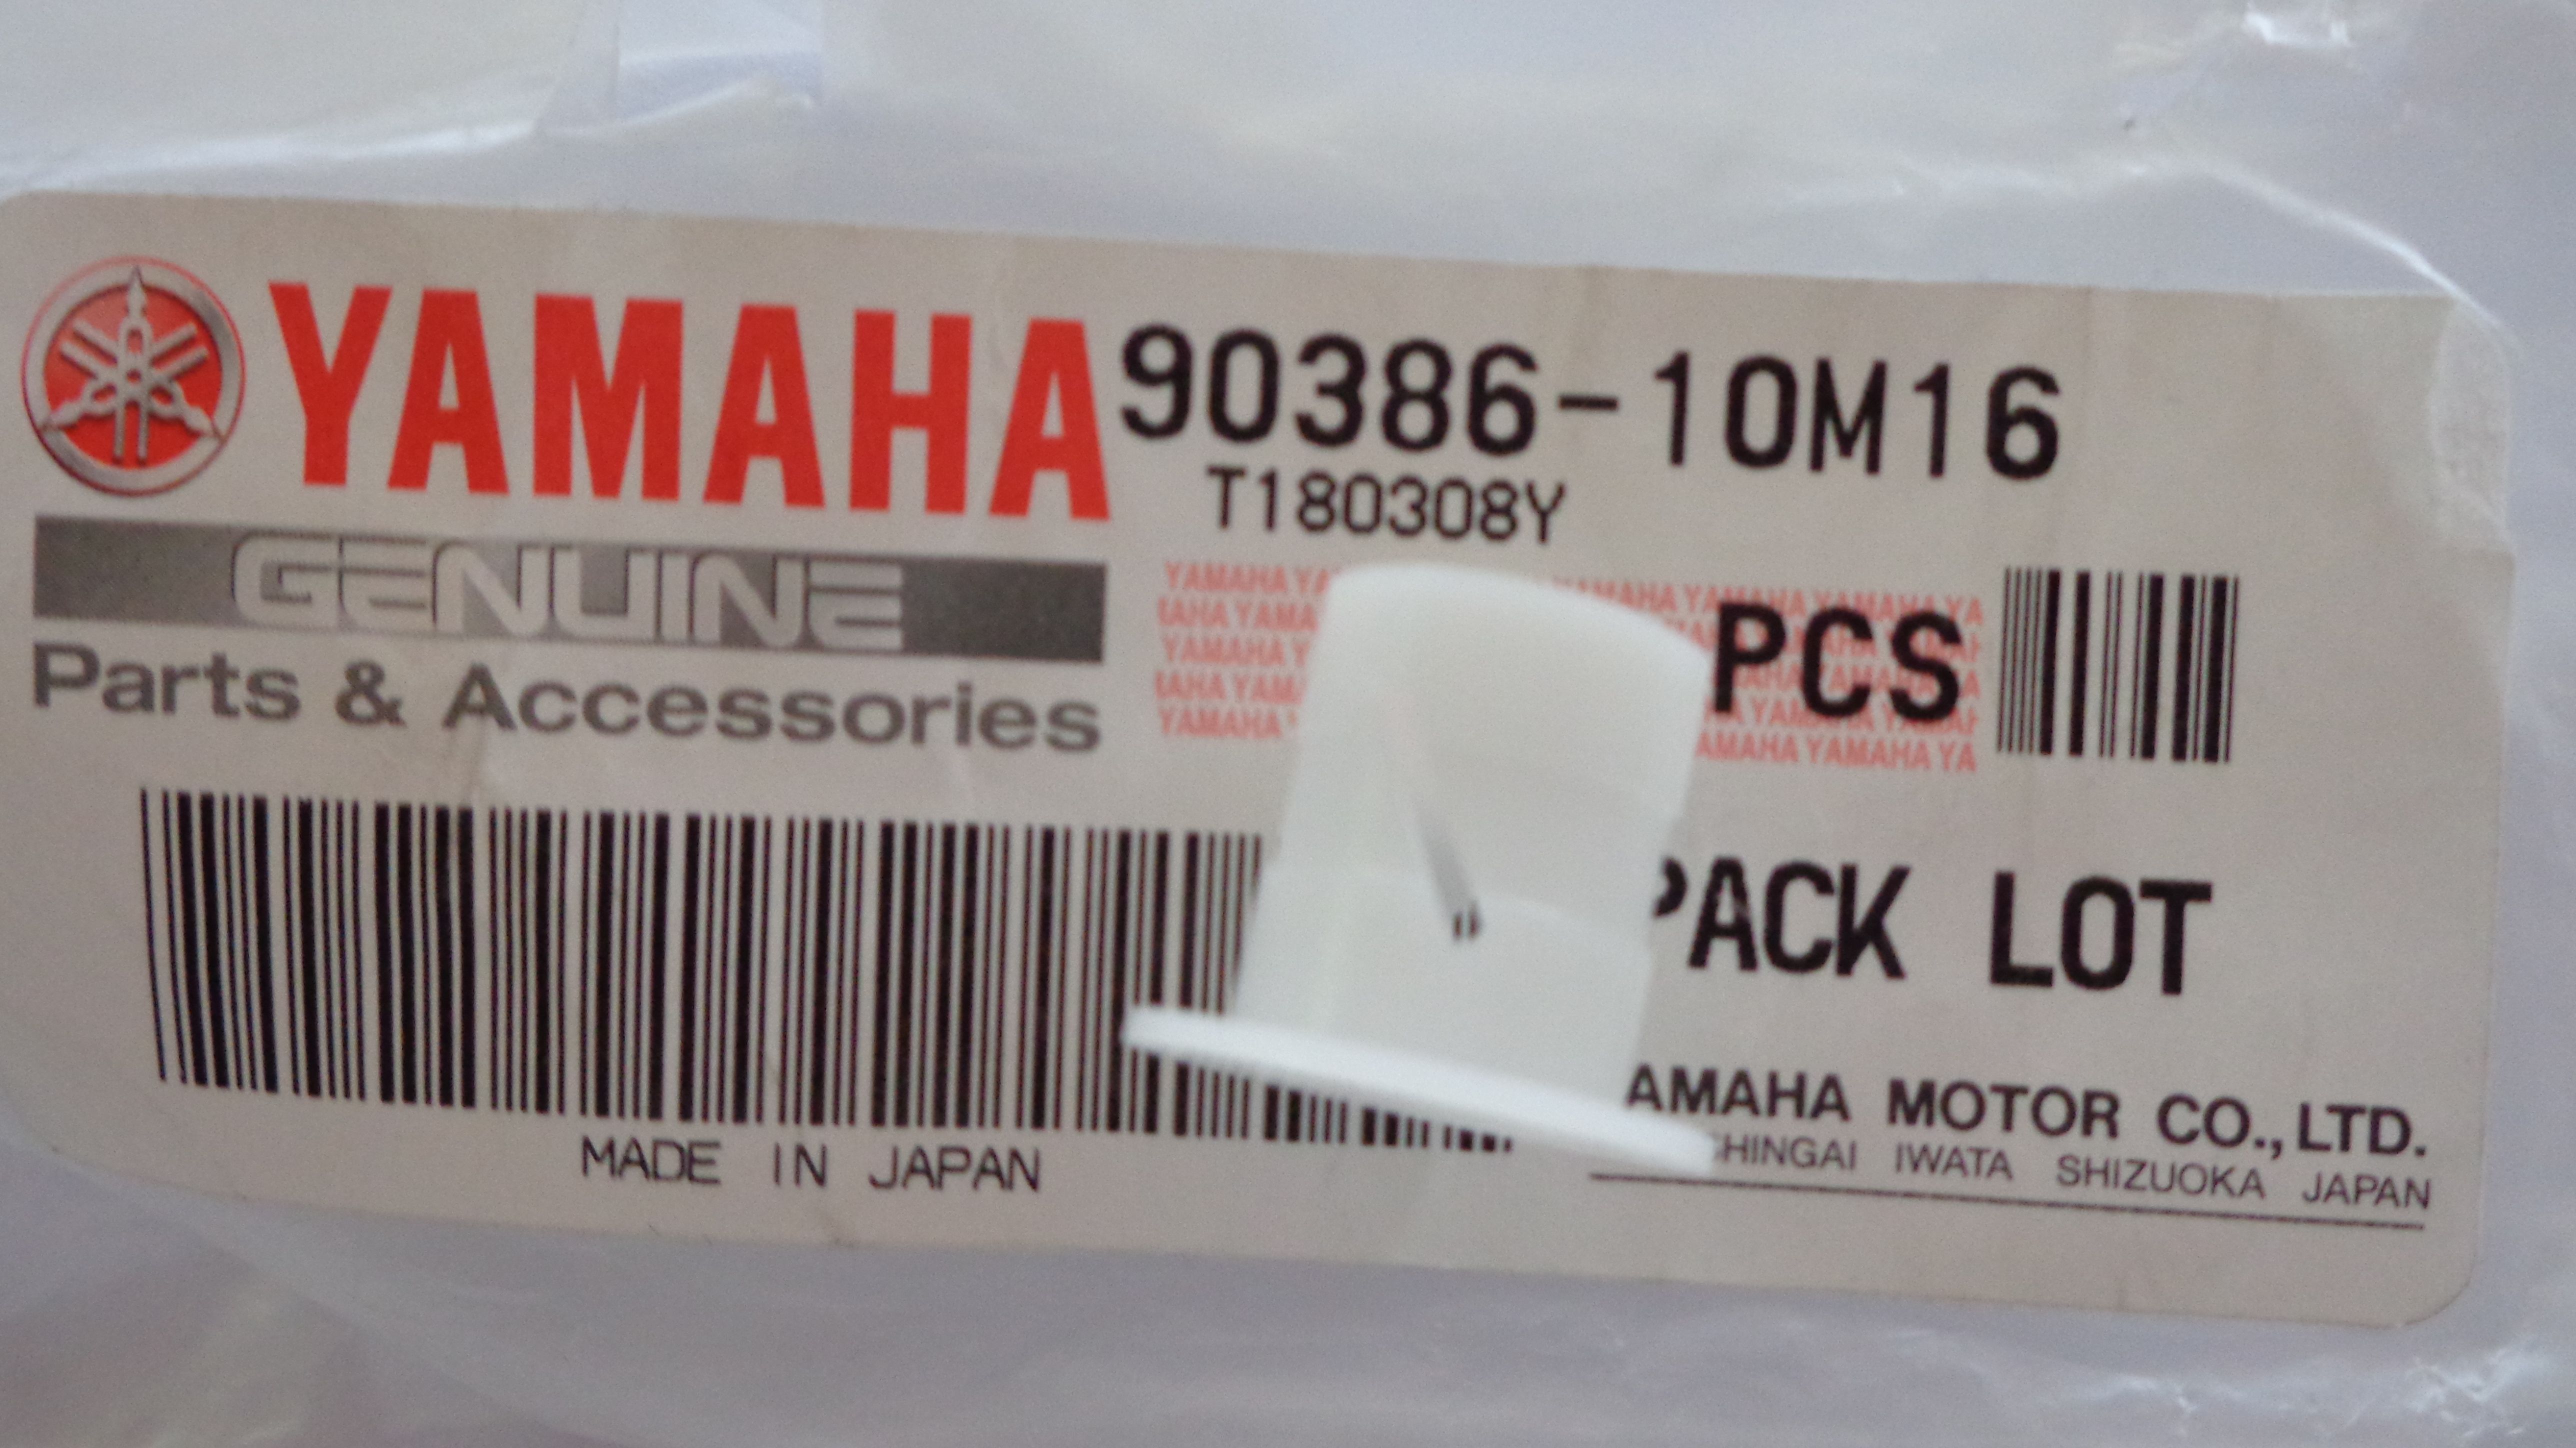 YAMAHA 90386-10M16
T180308Y
GENUINE
Parts & Accessories
PCS
PACK LOT
MADE IN JAPAN
AMAHA MOTOR CO., LTD.
HINGAI IWATA SHIZUOKA JAPAN